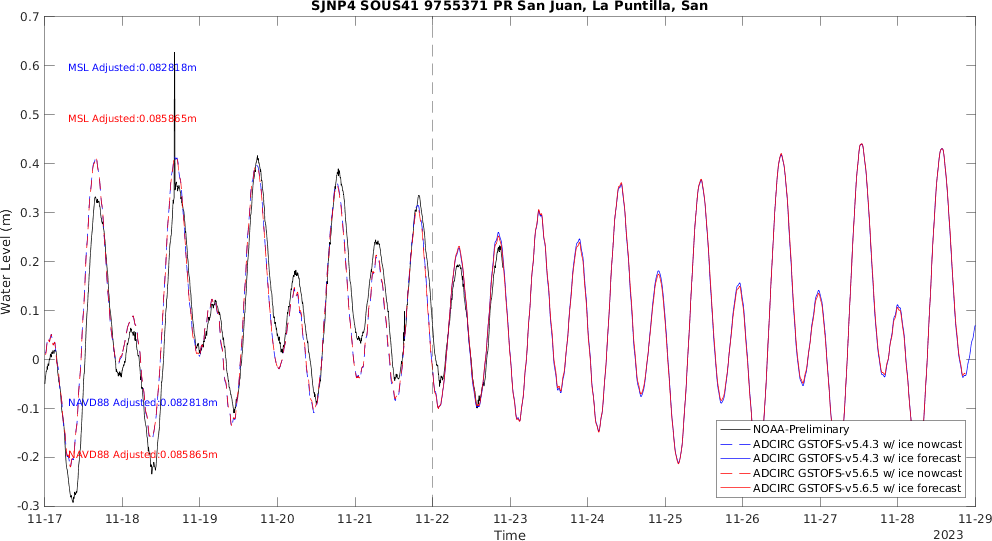 SJNP4 SOUS41 9755371 PR San Juan, La Puntilla, San
0.7
0.6
0.5
0.4
0.3
0.2
0.1
0
-0.1
-0.2
-0.3
Water Level (m)
MSL Adjusted:0.082818m
MSL Adjusted:0.085865m
NAVD88 Adjusted:0.082818m
NAVD88 Adjusted:0.085865m
NOAA-Preliminary
ADCIRC GSTOFS-v5.4.3 w/ ice nowcast
ADCIRC GSTOFS-v5.4.3 w/ ice forecast
ADCIRC GSTOFS-v5.6.5 w/ ice nowcast
ADCIRC GSTOFS-v5.6.5 w/ ice forecast
11-17 11-18 11-19 11-20 11-21 11-22 11-23 11-24 11-25 11-26 11-27 11-28 11-29
Time
2023